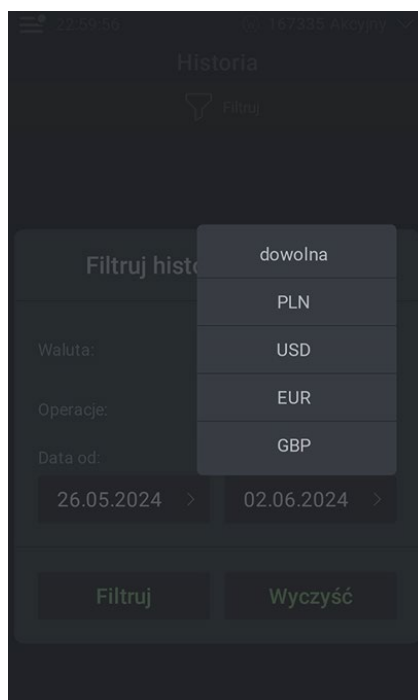 22:59:56 167335 Akcyjny
Historia
Filtruj
Filtruj histo
dowolna
PLN
USD
EUR
GBP
Waluta:
Operacje:
Data od:
26.05.2024 02.06.2024
Filtruj Wyczyść